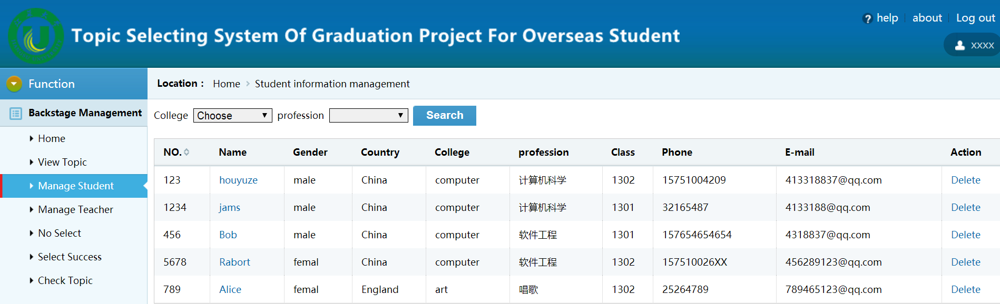 help about Log out
Topic Selecting System Of Graduation Project For Overseas Student
xxxx
Function
Location： Home Student information management
Backstage Management
College Choose profession Search
Home
View Topic
Manage Student
Manage Teacher
No Select
Select Success
Check Topic
NO. Name Gender Country College profession Class Phone E-mail Action
123 houyuze male China computer 计算机科学 1302 15751004209 413318837@qq.com Delete
1234 jams male China computer 计算机科学 1301 32165487 4133188@qq.com Delete
456 Bob male China computer 软件工程 1301 157654654654 4318837@qq.com Delete
5678 Rabort femal China computer 软件工程 1302 157510026XX 456289123@qq.com Delete
789 Alice femal England art 唱歌 1302 25264789 789465123@qq.com Delete